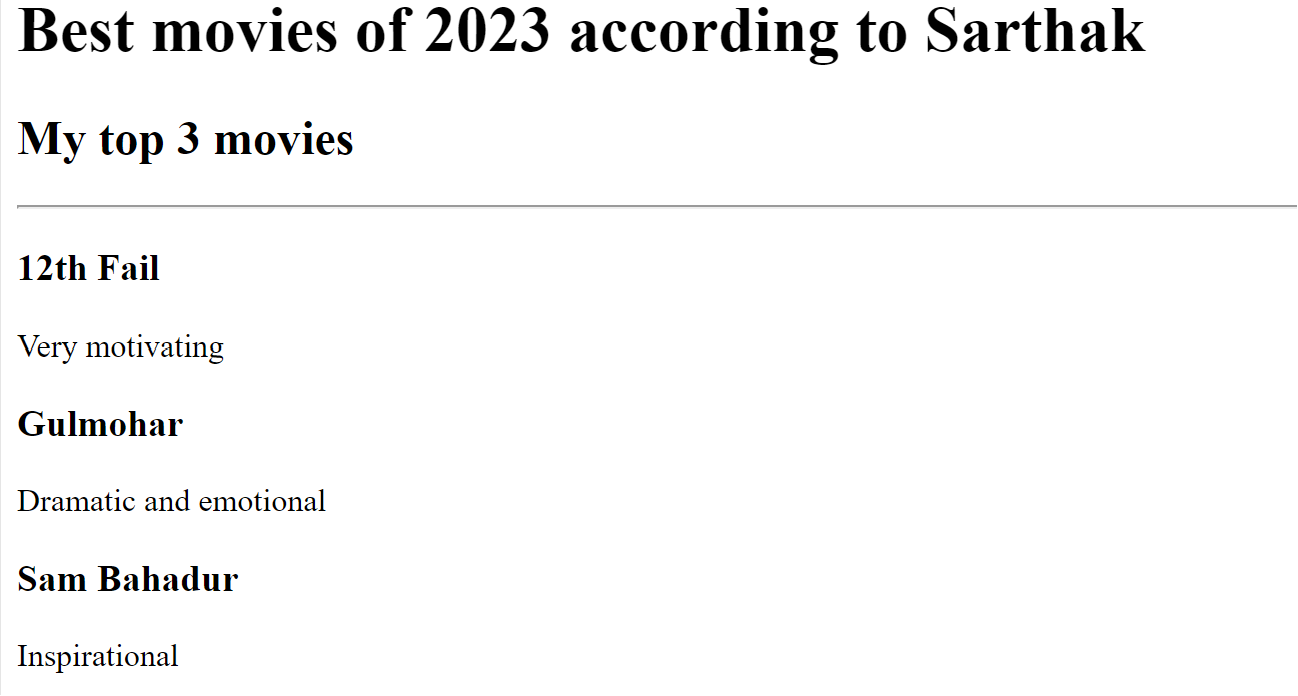 Best movies of 2023 according to Sarthak
My top 3 movies
12th Fail
Very motivating
Gulmohar
Dramatic and emotional
Sam Bahadur
Inspirational